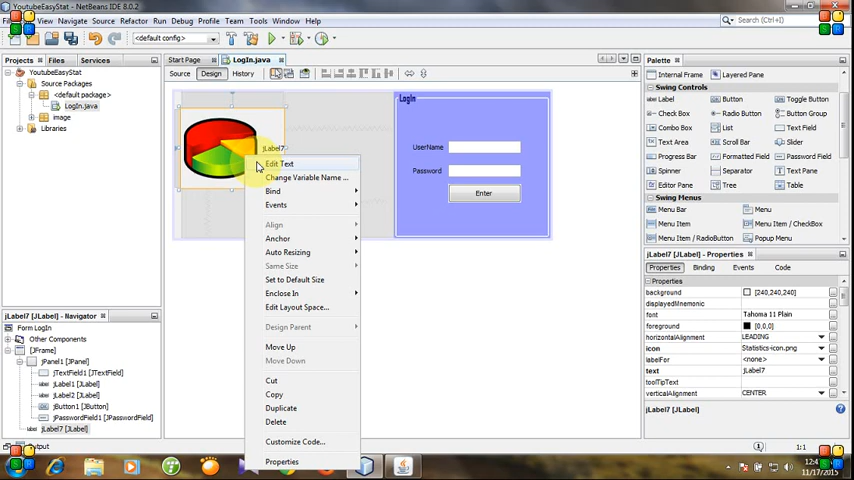 YoutubeEasyStat - NetBeans IDE 8.0.2
View Navigate Source Refactor Run Debug Profile Team Tools Window Help
Search (Ctrl+I)
<default config>
Projects Files Services
Start Page LogIn.java
Palette
YoutubeEasyStat
Source Packages
<default package>
LogIn.java
image
Libraries
Source Design History
Internal Frame Layered Pane
Swing Controls
Label Button Toggle Button
Check Box Radio Button Button Group
Combo Box List Text Field
Text Area Scroll Bar Slider
Progress Bar Formatted Field Password Field
Spinner Separator Text Pane
Editor Pane Tree Table
Swing Menus
Menu Bar Menu
Menu Item Menu Item / CheckBox
Menu Item / RadioButton Popup Menu
LogIn
UserName
Password
Enter
jLabel7
Edit Text
Change Variable Name ...
Bind
Events
Align
Anchor
Auto Resizing
Same Size
Set to Default Size
Enclose In
Edit Layout Space...
Design Parent
Move Up
Move Down
Cut
Copy
Duplicate
Delete
Customize Code...
Properties
jLabel7 [JLabel] - Properties
Properties Binding Events Code
Properties
background [240,240,240]
displayedMnemonic
font Tahoma 11 Plain
foreground [0,0,0]
horizontalAlignment LEADING
icon Statistics-icon.png
labelFor <none>
text jLabel7
toolTipText
verticalAlignment CENTER
jLabel7 [JLabel]
jLabel7 [JLabel] - Navigator
Form LogIn
Other Components
[JFrame]
jPanel1 [JPanel]
jTextField1 [JTextField]
jLabel1 [JLabel]
jLabel2 [JLabel]
jButton1 [JButton]
jPasswordField1 [JPasswordField]
jLabel7 [JLabel]
Output
1:1
11/17/2015